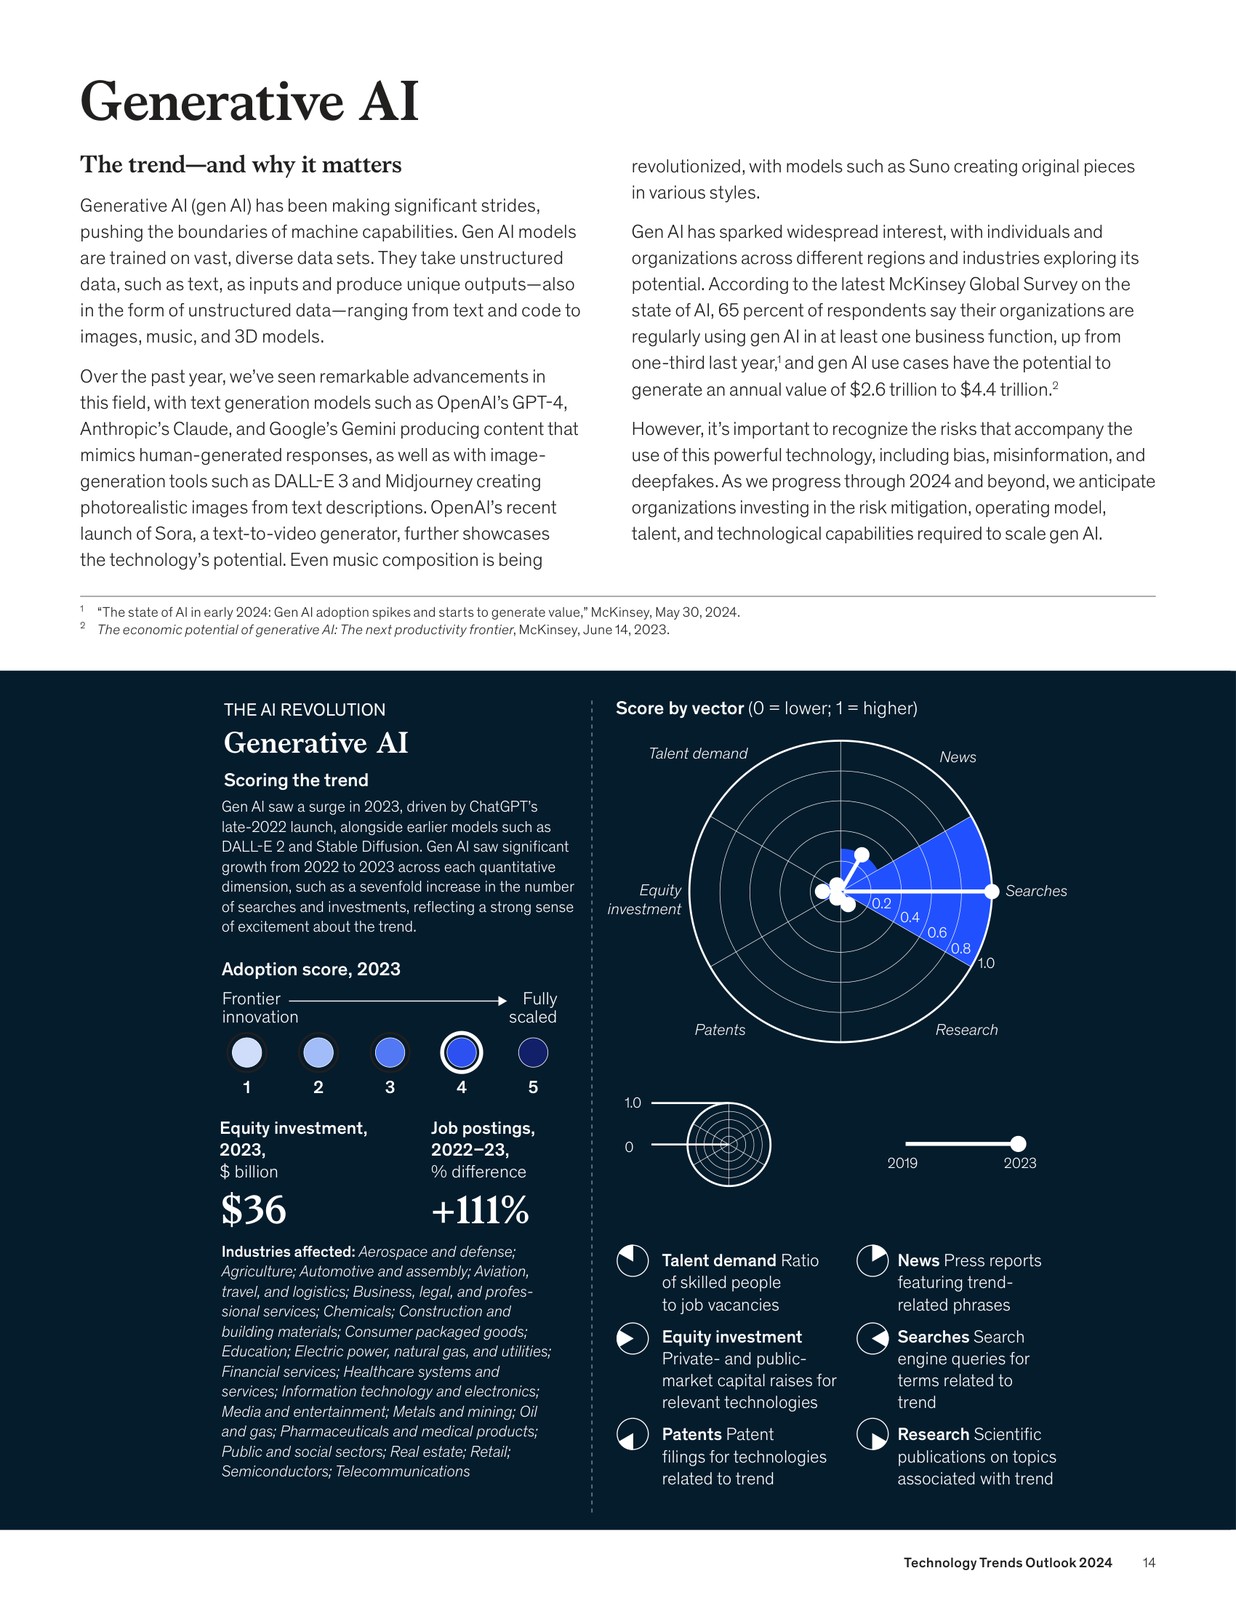 Generative AI
The trend—and why it matters
Generative AI (gen AI) has been making significant strides,
pushing the boundaries of machine capabilities. Gen AI models
are trained on vast, diverse data sets. They take unstructured
data, such as text, as inputs and produce unique outputs—also
in the form of unstructured data—ranging from text and code to
images, music, and 3D models.
Over the past year, we’ve seen remarkable advancements in
this field, with text generation models such as OpenAI’s GPT-4,
Anthropic’s Claude, and Google’s Gemini producing content that
mimics human-generated responses, as well as with image-
generation tools such as DALL-E 3 and Midjourney creating
photorealistic images from text descriptions. OpenAI’s recent
launch of Sora, a text-to-video generator, further showcases
the technology’s potential. Even music composition is being
revolutionized, with models such as Suno creating original pieces
in various styles.
Gen AI has sparked widespread interest, with individuals and
organizations across different regions and industries exploring its
potential. According to the latest McKinsey Global Survey on the
state of AI, 65 percent of respondents say their organizations are
regularly using gen AI in at least one business function, up from
one-third last year,1 and gen AI use cases have the potential to
generate an annual value of $2.6 trillion to $4.4 trillion.2
However, it’s important to recognize the risks that accompany the
use of this powerful technology, including bias, misinformation, and
deepfakes. As we progress through 2024 and beyond, we anticipate
organizations investing in the risk mitigation, operating model,
talent, and technological capabilities required to scale gen AI.
1 “The state of AI in early 2024: Gen AI adoption spikes and starts to generate value,” McKinsey, May 30, 2024.
2 The economic potential of generative AI: The next productivity frontier, McKinsey, June 14, 2023.
THE AI REVOLUTION
Generative AI
Scoring the trend
Gen AI saw a surge in 2023, driven by ChatGPT’s
late-2022 launch, alongside earlier models such as
DALL-E 2 and Stable Diffusion. Gen AI saw significant
growth from 2022 to 2023 across each quantitative
dimension, such as a sevenfold increase in the number
of searches and investments, reflecting a strong sense
of excitement about the trend.
Adoption score, 2023
Frontier
innovation
Fully
scaled
1 2 3 4 5
Equity investment,
2023,
$ billion
$36
Job postings,
2022–23,
% difference
+111%
Industries affected: Aerospace and defense;
Agriculture; Automotive and assembly; Aviation,
travel, and logistics; Business, legal, and profes-
sional services; Chemicals; Construction and
building materials; Consumer packaged goods;
Education; Electric power, natural gas, and utilities;
Financial services; Healthcare systems and
services; Information technology and electronics;
Media and entertainment; Metals and mining; Oil
and gas; Pharmaceuticals and medical products;
Public and social sectors; Real estate; Retail;
Semiconductors; Telecommunications
Score by vector (0 = lower; 1 = higher)
Talent demand
News
Equity
investment
Searches
0.2
0.4
0.6
0.8
1.0
Patents
Research
1.0
0
2019 2023
Talent demand Ratio
of skilled people
to job vacancies
News Press reports
featuring trend-
related phrases
Equity investment
Private- and public-
market capital raises for
relevant technologies
Searches Search
engine queries for
terms related to
trend
Patents Patent
filings for technologies
related to trend
Research Scientific
publications on topics
associated with trend
Technology Trends Outlook 2024 14